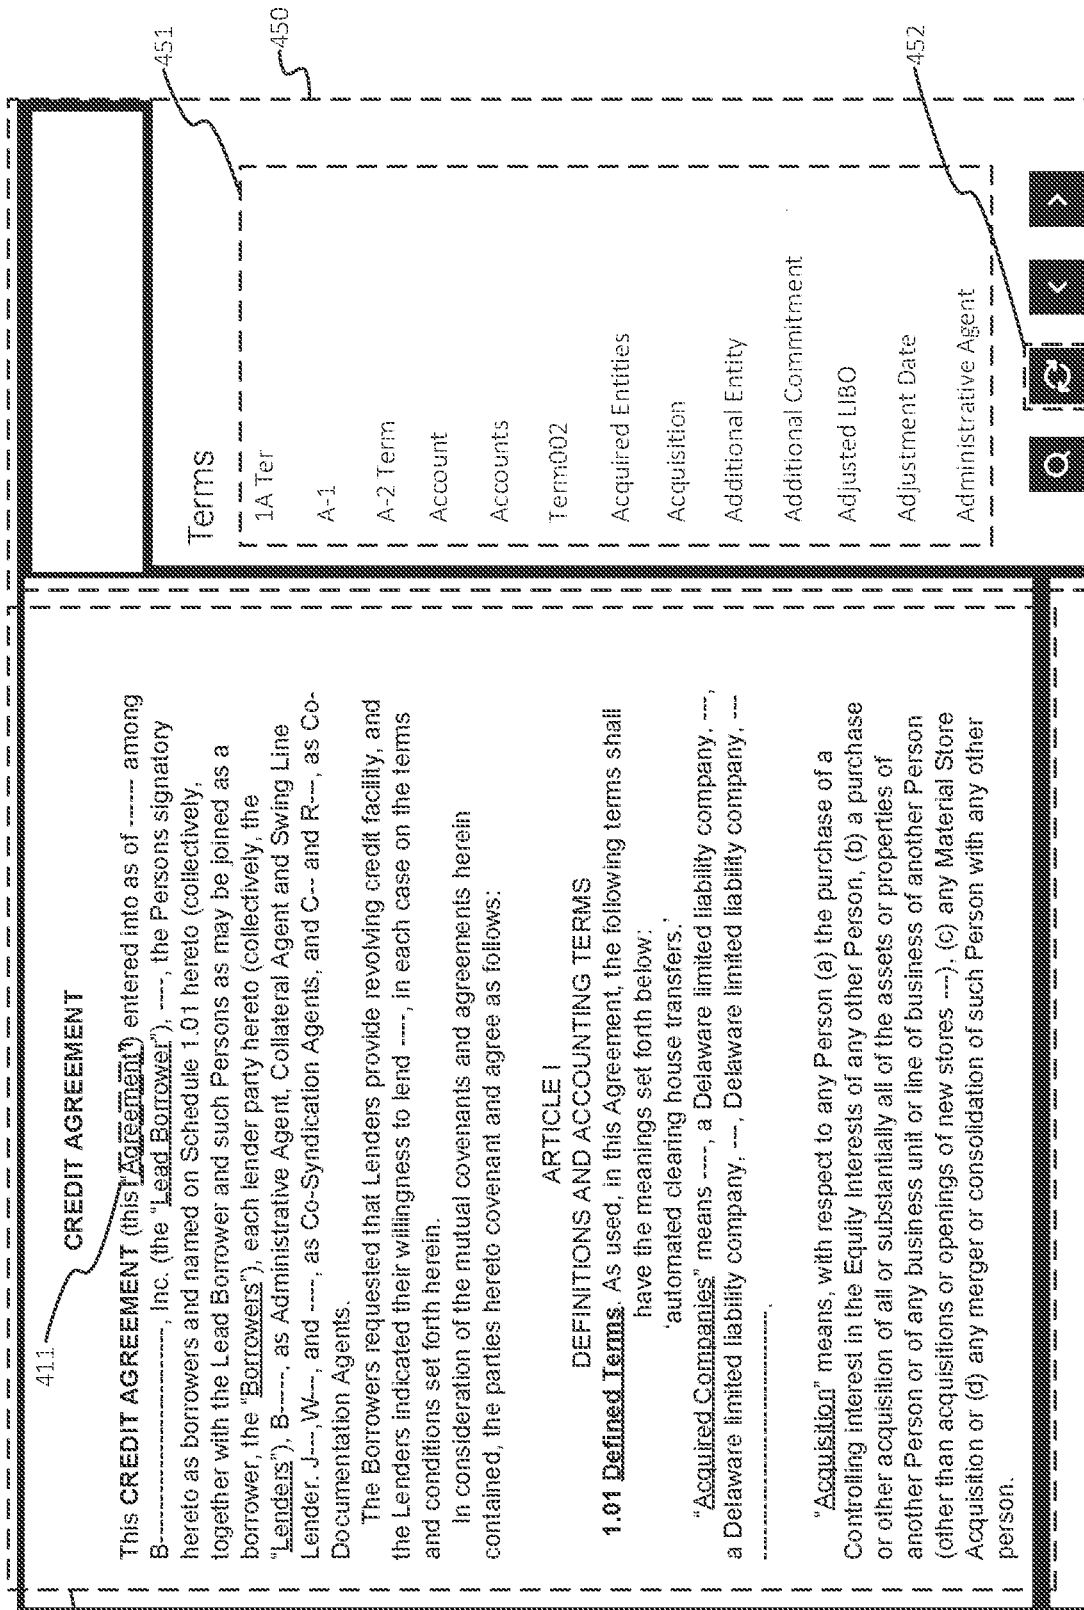 411
CREDIT AGREEMENT
This CREDIT AGREEMENT (this "Agreement") entered into as of ------ among
B----------------, Inc. (the "Lead Borrower"), ----, the Persons signatory
hereto as borrowers and named on Schedule 1.01 hereto (collectively,
together with the Lead Borrower and such Persons as may be joined as a
borrower, the "Borrowers"), each lender party hereto (collectively, the
"Lenders"), B-----, as Administrative Agent, Collateral Agent and Swing Line
Lender. J---, W---, and ----, as Co-Syndication Agents, and C-- and R---, as Co-
Documentation Agents.
The Borrowers requested that Lenders provide revolving credit facility, and
the Lenders indicated their willingness to lend ----, in each case on the terms
and conditions set forth herein.
In consideration of the mutual covenants and agreements herein
contained, the parties hereto covenant and agree as follows:
ARTICLE I
DEFINITIONS AND ACCOUNTING TERMS
1.01 Defined Terms. As used, in this Agreement, the following terms shall
have the meanings set forth below:
'automated clearing house transfers.'
"Acquired Companies" means ----, a Delaware limited liability company, ---,
a Delaware limited liability company, ---, Delaware limited liability company, ---
----------------------.
"Acquisition" means, with respect to any Person (a) the purchase of a
Controlling interest in the Equity Interests of any other Person, (b) a purchase
or other acquisition of all or substantially all of the assets or properties of
another Person or of any business unit or line of business of another Person
(other than acquisitions or openings of new stores ---), (c) any Material Store
Acquisition or (d) any merger or consolidation of such Person with any other
person.
Terms
1A Ter
A-1
A-2 Term
Account
Accounts
Term002
Acquired Entities
Acquisition
Additional Entity
Additional Commitment
Adjusted LIBO
Adjustment Date
Administrative Agent
451
450
452